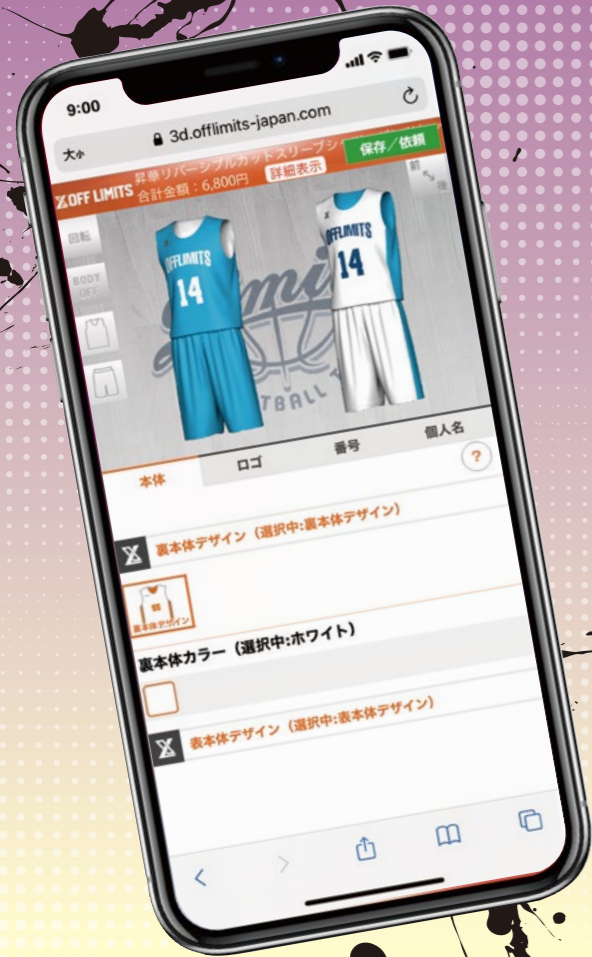 9:00
大小
3d.offlimits-japan.com
OFF LIMITS
昇華リバーシブルカットスリーブシ
合計金額:6,800円
詳細表示
保存/依頼
前
後
回転
BODY
OFF
OFFLIMITS
14
OFFLIMITS
14
本体
ロゴ
番号
個人名
?
裏本体デザイン(選択中:裏本体デザイン)
裏本体デザイン
裏本体カラー(選択中:ホワイト)
表本体デザイン(選択中:表本体デザイン)